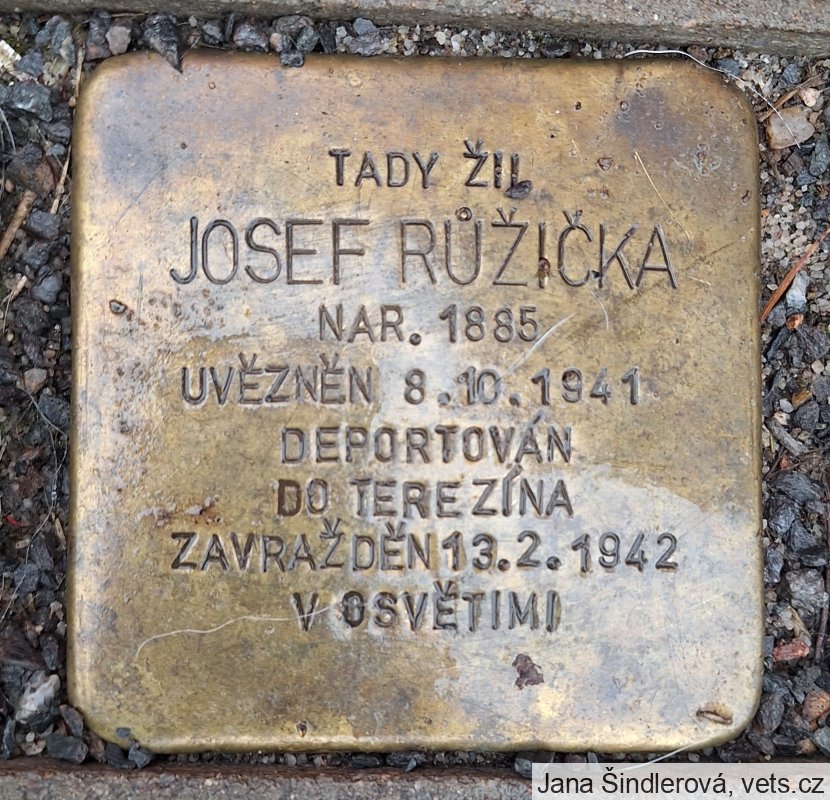 TADY ŽIL
JOSEF RŮŽIČKA
NAR. 1885
UVĚZNĚN 8.10.1941
DEPORTOVÁN
DO TEREZÍNA
ZAVRAŽDĚN 13.2.1942
V OSVĚTIMI
Jana Šindlerová, vets.cz